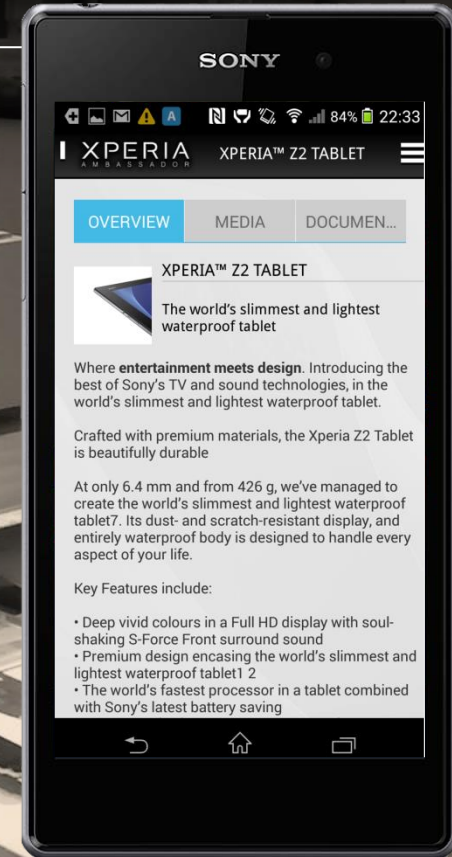 SONY
84% 22:33
XPERIA XPERIA™ Z2 TABLET
AMBASSADOR
OVERVIEW MEDIA DOCUMEN...
XPERIA™ Z2 TABLET
The world's slimmest and lightest
waterproof tablet
Where entertainment meets design. Introducing the
best of Sony's TV and sound technologies, in the
world's slimmest and lightest waterproof tablet.
Crafted with premium materials, the Xperia Z2 Tablet
is beautifully durable
At only 6.4 mm and from 426 g, we've managed to
create the world's slimmest and lightest waterproof
tablet7. Its dust- and scratch-resistant display, and
entirely waterproof body is designed to handle every
aspect of your life.
Key Features include:
• Deep vivid colours in a Full HD display with soul-
shaking S-Force Front surround sound
• Premium design encasing the world's slimmest and
lightest waterproof tablet1 2
• The world's fastest processor in a tablet combined
with Sony's latest battery saving